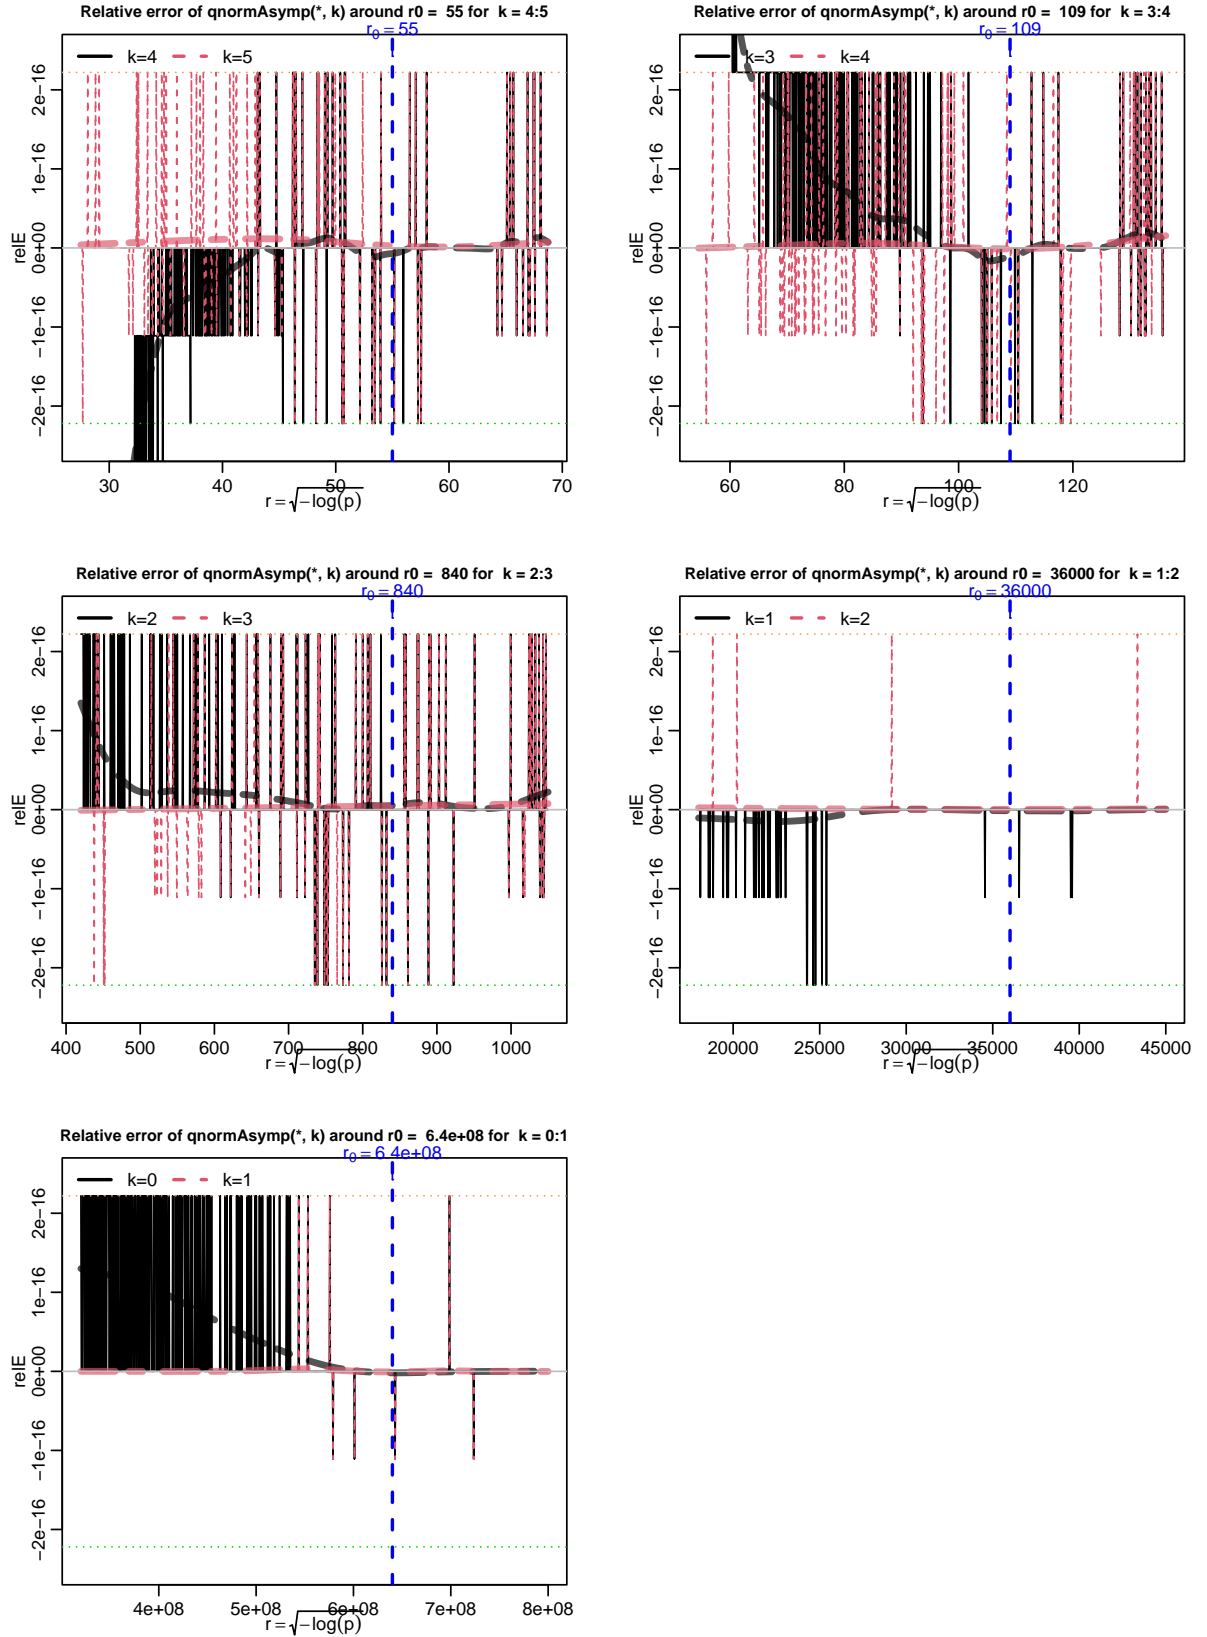 Relative error of qnormAsymp(*, k) around r0 = 55 for k = 4:5
r0 = 55
k=4 k=5
relE
2e−16
1e−16
0e+00
−1e−16
−2e−16
30 40 50 60 70
r = √−log(p)
Relative error of qnormAsymp(*, k) around r0 = 109 for k = 3:4
r0 = 109
k=3 k=4
relE
2e−16
1e−16
0e+00
−1e−16
−2e−16
60 80 100 120
r = √−log(p)
Relative error of qnormAsymp(*, k) around r0 = 840 for k = 2:3
r0 = 840
k=2 k=3
relE
2e−16
1e−16
0e+00
−1e−16
−2e−16
400 500 600 700 800 900 1000
r = √−log(p)
Relative error of qnormAsymp(*, k) around r0 = 36000 for k = 1:2
r0 = 36000
k=1 k=2
relE
2e−16
1e−16
0e+00
−1e−16
−2e−16
20000 25000 30000 35000 40000 45000
r = √−log(p)
Relative error of qnormAsymp(*, k) around r0 = 6.4e+08 for k = 0:1
r0 = 6.4e+08
k=0 k=1
relE
2e−16
1e−16
0e+00
−1e−16
−2e−16
4e+08 5e+08 6e+08 7e+08 8e+08
r = √−log(p)